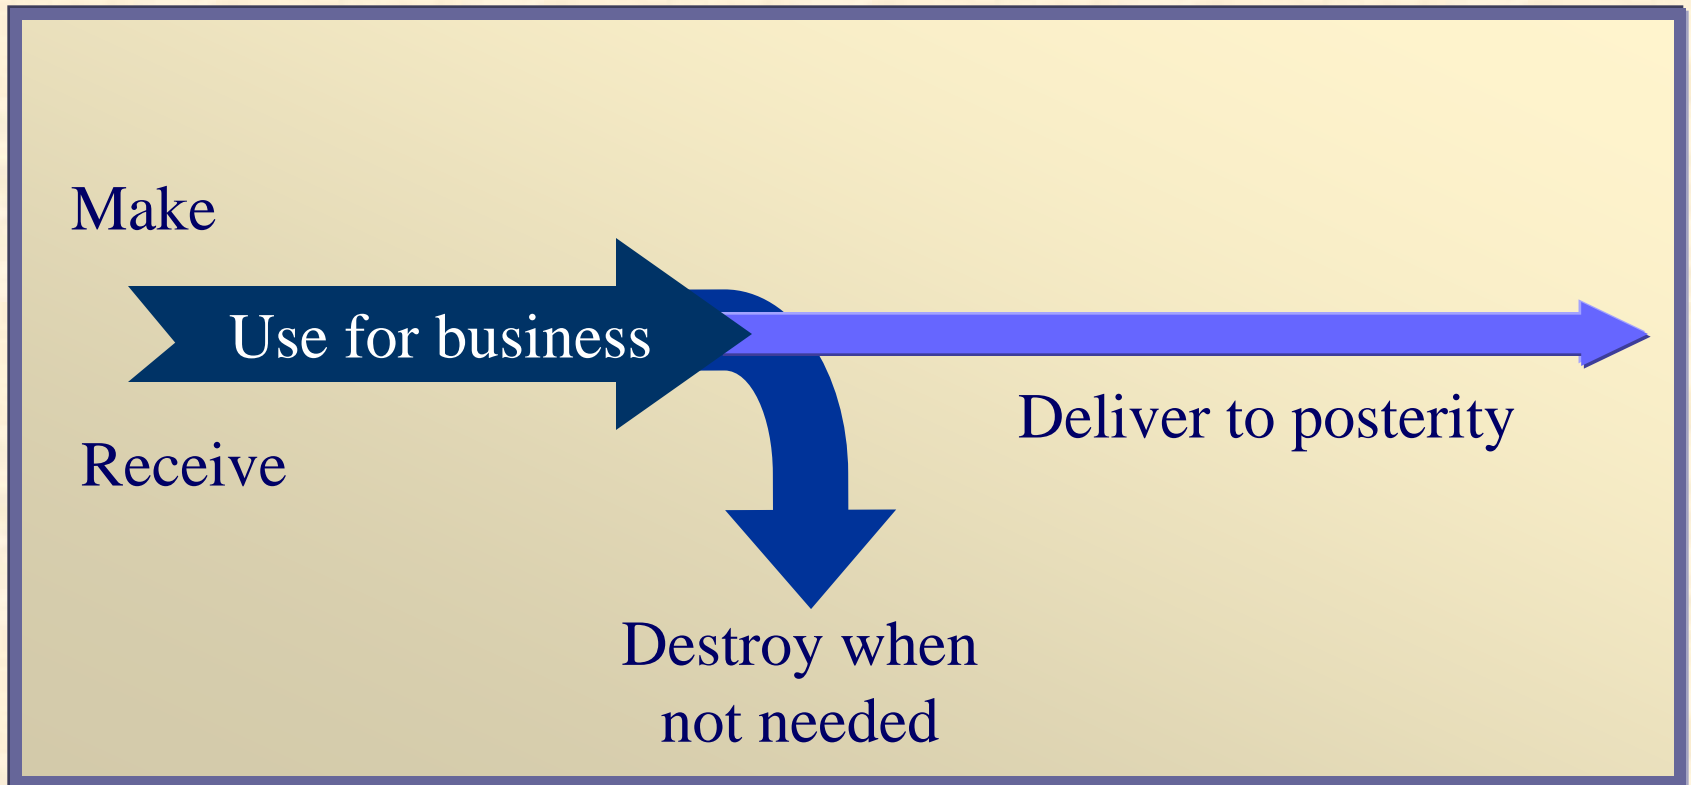 Make
Use for business
Receive
Deliver to posterity
Destroy when
not needed